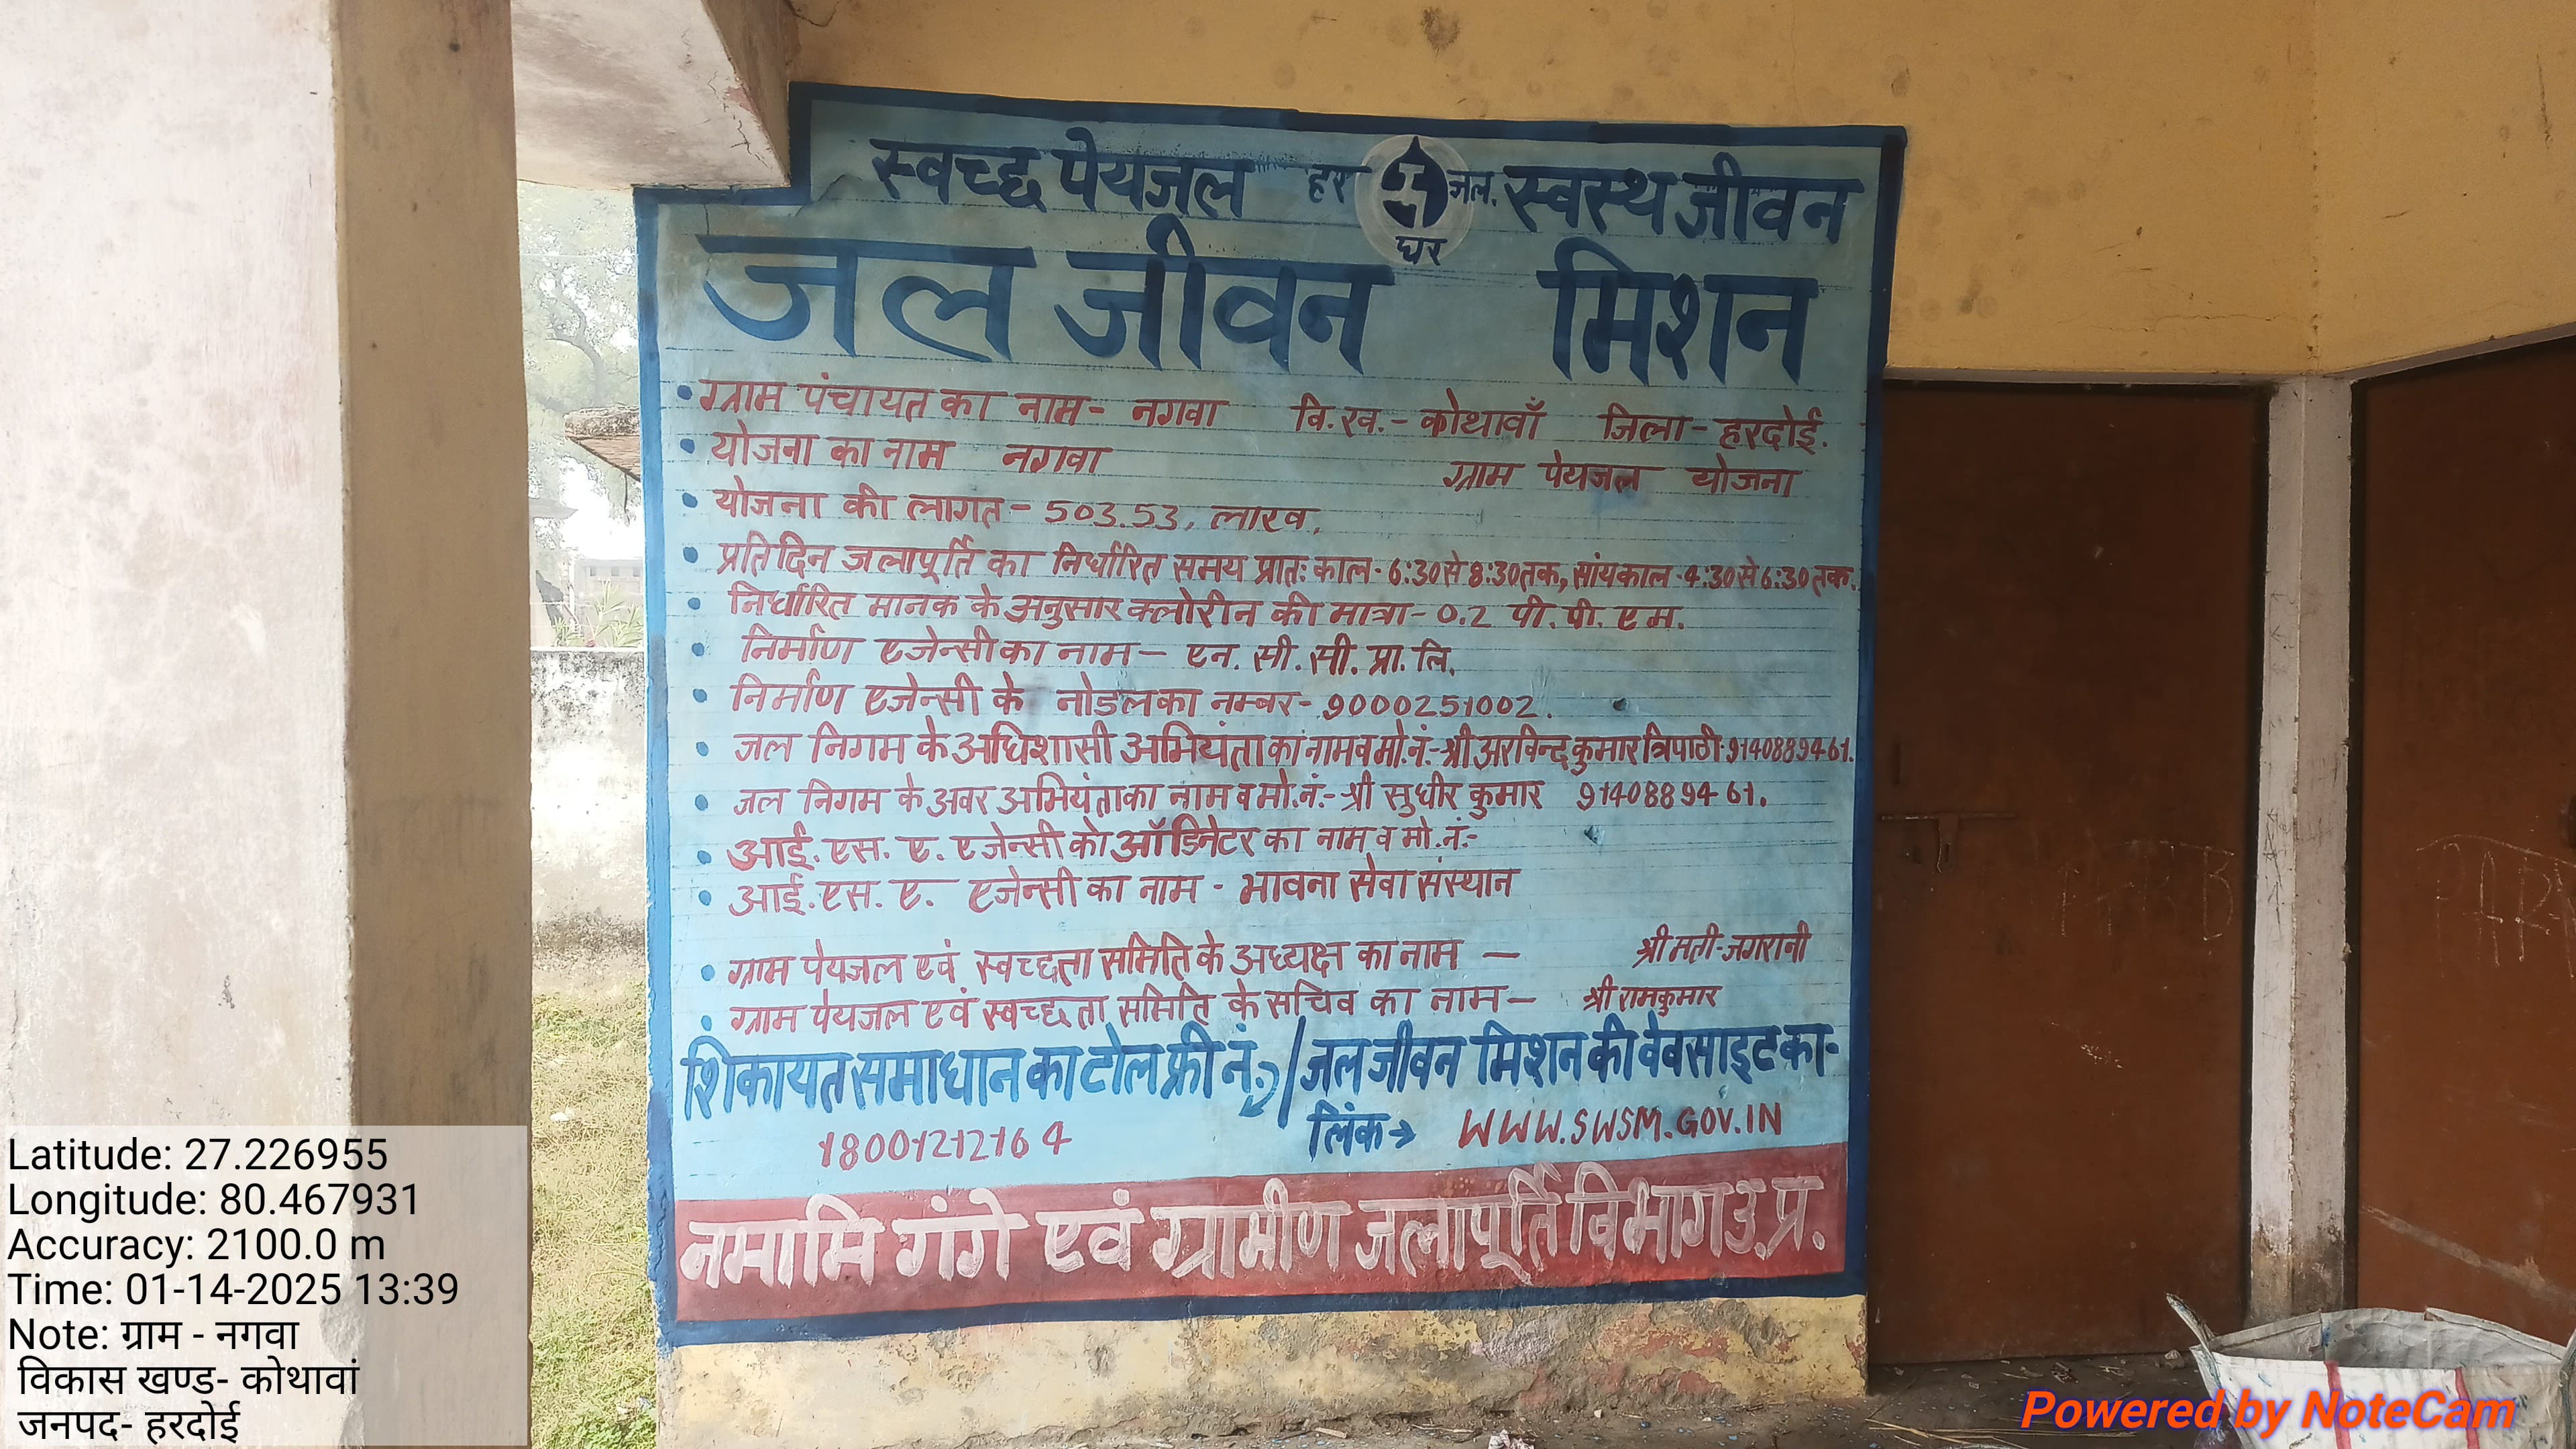 स्वच्छ पेयजल हर घर जल. स्वस्थ जीवन
जल जीवन मिशन
• ग्राम पंचायत का नाम- नगवा वि.ख.- कोथावाँ जिला- हरदोई.
• योजना का नाम नगवा ग्राम पेयजल योजना
• योजना की लागत- 503.53, लाख,
• प्रतिदिन जलापूर्ति का निर्धारित समय प्रातः काल- 6:30 से 8:30 तक, सांयकाल-4:30 से 6:30 तक.
• निर्धारित मानक के अनुसार क्लोरीन की मात्रा- 0.2 पी. पी. एम.
• निर्माण एजेन्सी का नाम- एन. सी. सी. प्रा. लि.
• निर्माण एजेन्सी के नोडल का नम्बर- 9000251002.
• जल निगम के अधिशासी अभियंता का नाम व मो.नं.-श्री अरविन्द कुमार त्रिपाठी-9140889461.
• जल निगम के अवर अभियंता का नाम व मो.नं.- श्री सुधीर कुमार 9140889461.
• आई. एस. ए. एजेन्सी को ऑडिनेटर का नाम व मो.नं.-
• आई.एस. ए. एजेन्सी का नाम - भावना सेवा संस्थान
• ग्राम पेयजल एवं स्वच्छता समिति के अध्यक्ष का नाम - श्री मती-जगरानी
• ग्राम पेयजल एवं स्वच्छता समिति के सचिव का नाम- श्री रामकुमार
शिंकायत समाधान का टोल फ्री नं. / जल जीवन मिशन की वेबसाइट का-
18001212164 लिंक→ WWW.SWSM.GOV.IN
नमामि गंगे एवं ग्रामीण जलापूर्ति विभाग उ.प्र.
Latitude: 27.226955
Longitude: 80.467931
Accuracy: 2100.0 m
Time: 01-14-2025 13:39
Note: ग्राम - नगवा
विकास खण्ड- कोथावां
जनपद- हरदोई
Powered by NoteCam